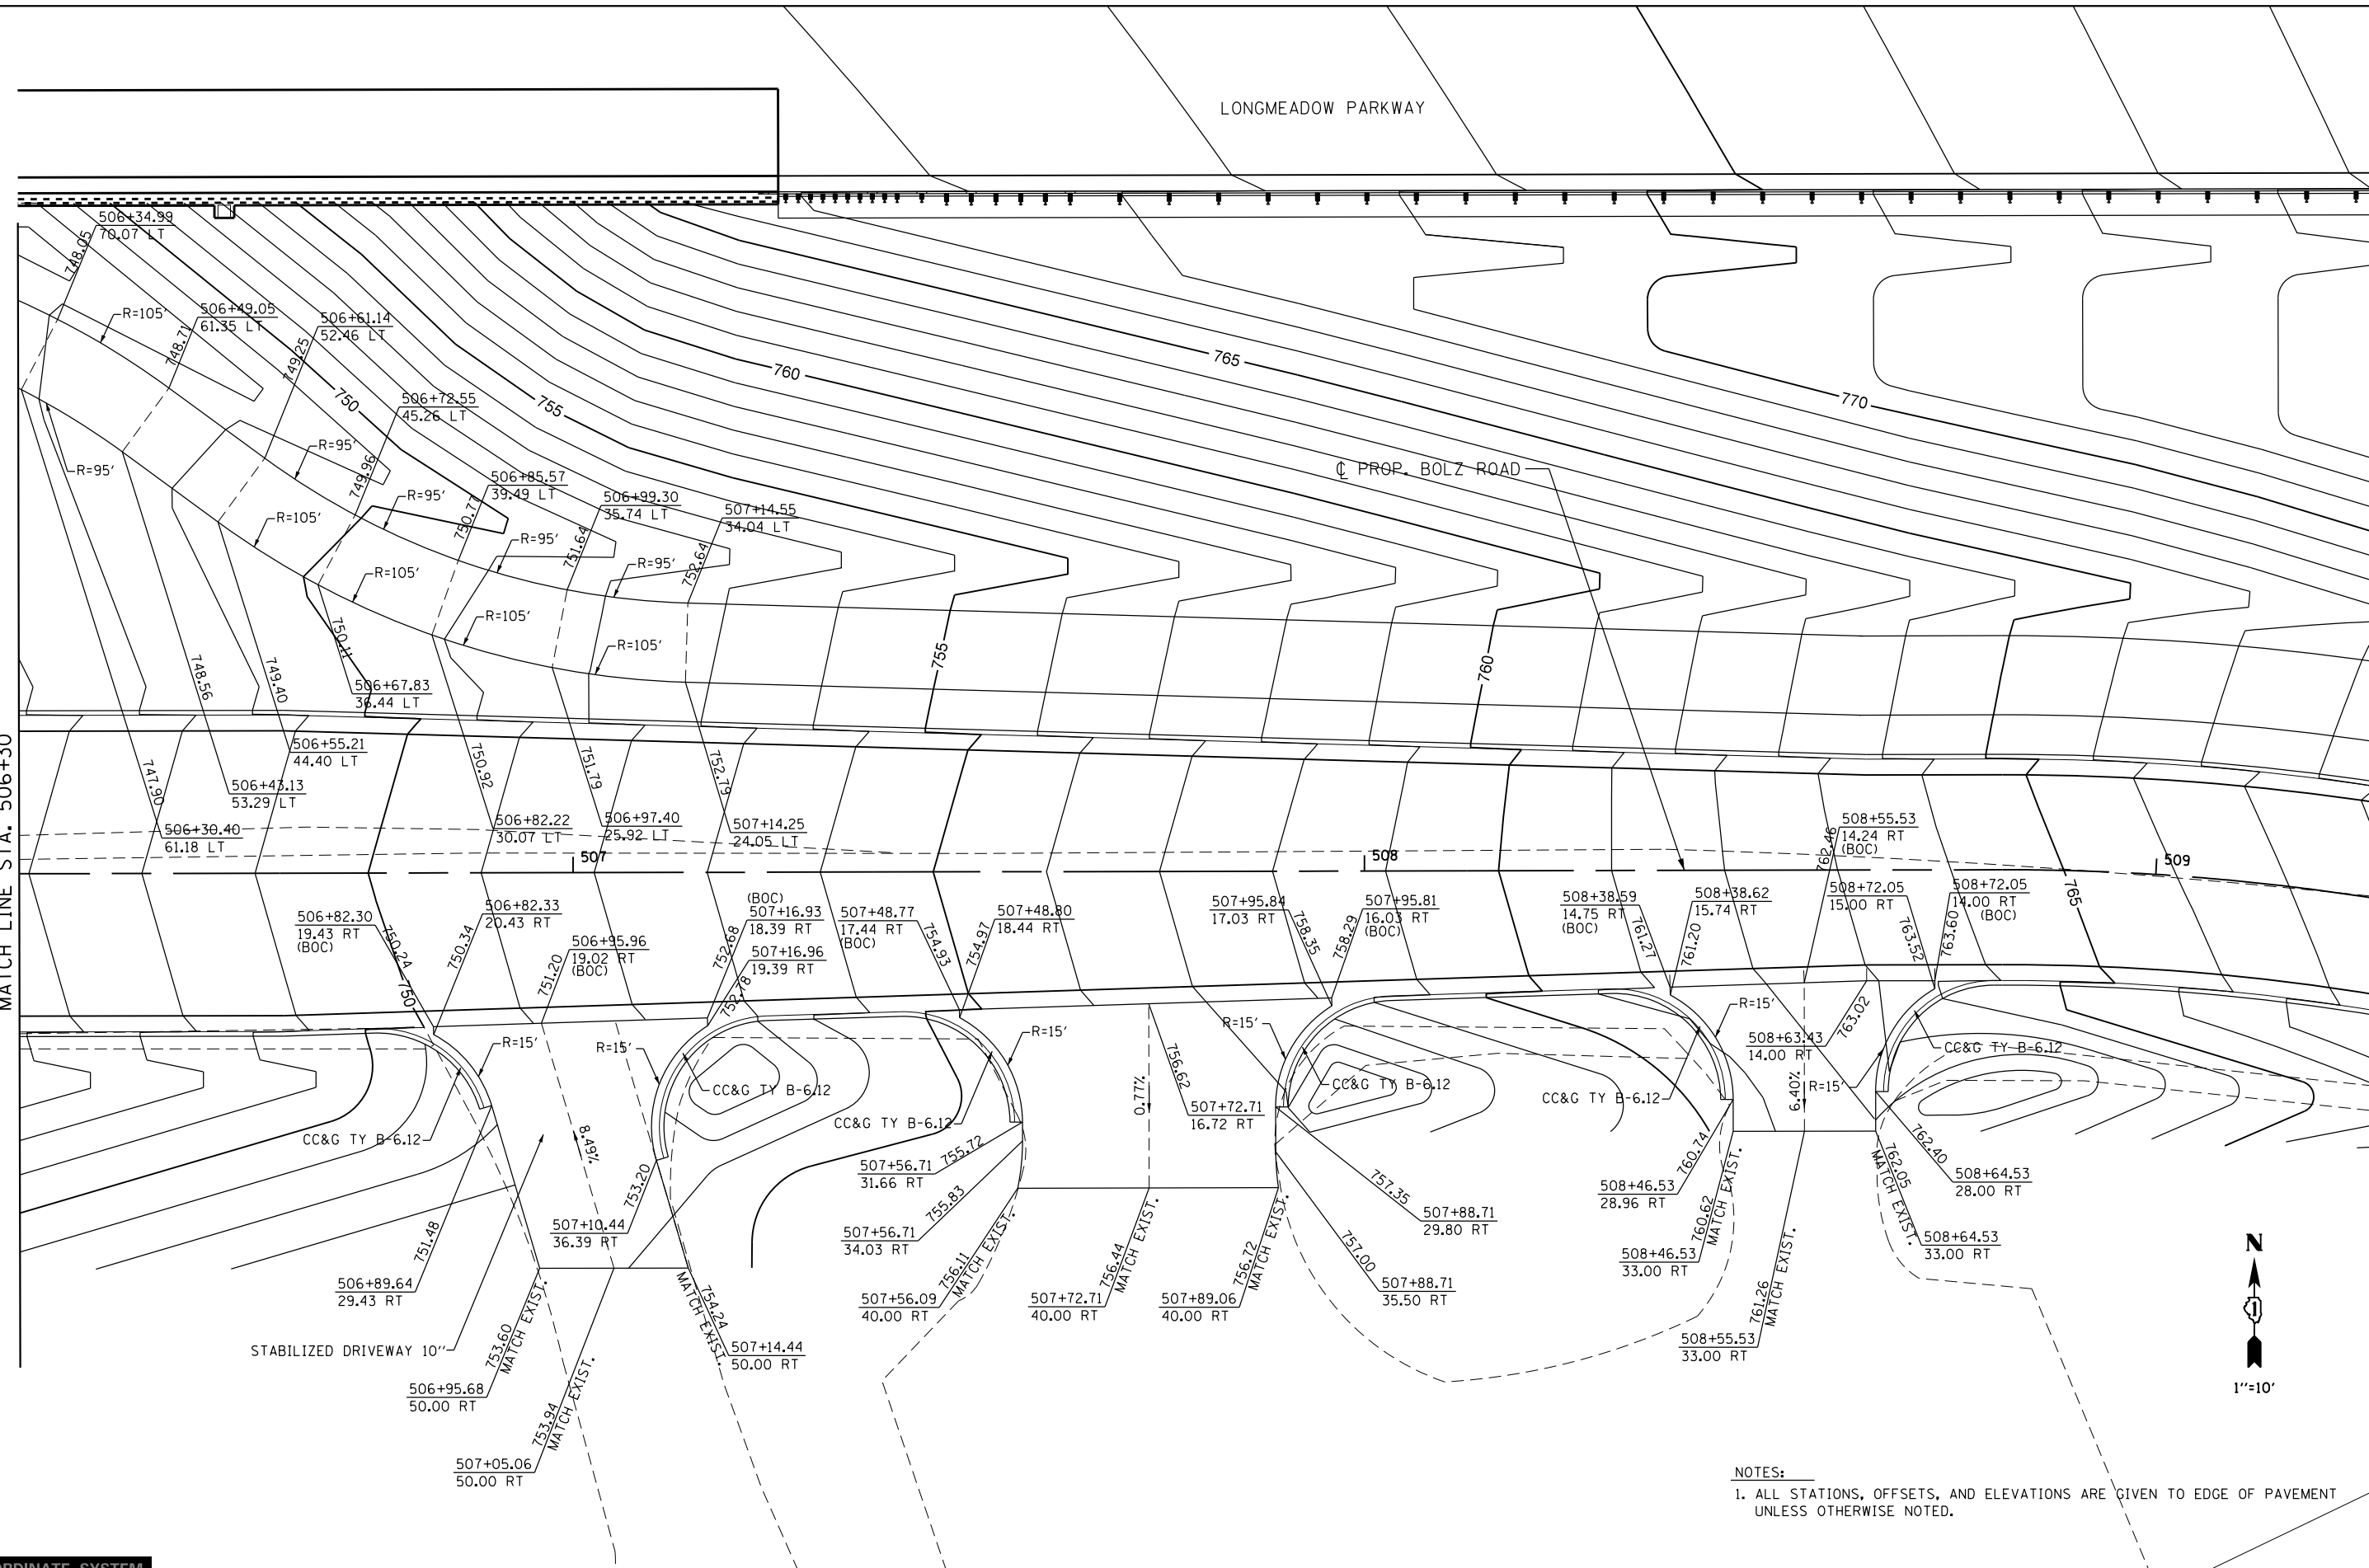 LONGMEADOW PARKWAY
506+34.99
70.07 LT
748.05
R=105'
506+49.05
61.35 LT
748.71
506+61.14
52.46 LT
749.25
750
755
760
765
770
506+72.55
45.26 LT
749.96
R=95'
R=95'
℄ PROP. BOLZ ROAD
506+85.57
39.49 LT
750.77
R=95'
506+99.30
35.74 LT
751.64
507+14.55
34.04 LT
752.64
R=105'
R=95'
R=95'
R=105'
R=105'
R=105'
750.11
755
760
748.56
749.40
506+67.83
36.44 LT
506+55.21
44.40 LT
506+43.13
53.29 LT
747.90
506+30.40
61.18 LT
750.92
506+82.22
30.07 LT
751.79
506+97.40
25.92 LT
752.79
507+14.25
24.05 LT
MATCH LINE STA. 506+30
507
508
509
762.46
508+55.53
14.24 RT
(BOC)
506+82.30
19.43 RT
(BOC)
750.24
750
506+82.33
20.43 RT
750.34
506+95.96
19.02 RT
(BOC)
751.20
(BOC)
507+16.93
18.39 RT
752.68
507+16.96
19.39 RT
752.78
507+48.77
17.44 RT
(BOC)
754.93
507+48.80
18.44 RT
754.97
507+95.84
17.03 RT
758.35
507+95.81
16.03 RT
(BOC)
758.29
508+38.59
14.75 RT
(BOC)
761.27
508+38.62
15.74 RT
761.20
508+72.05
15.00 RT
763.52
508+72.05
14.00 RT
(BOC)
763.60
765
R=15'
R=15'
R=15'
R=15'
R=15'
R=15'
508+63.43
14.00 RT
763.02
CC&G TY B-6.12
CC&G TY B-6.12
CC&G TY B-6.12
CC&G TY B-6.12
CC&G TY B-6.12
CC&G TY B-6.12
8.49%
0.77%
6.40%
756.62
507+72.71
16.72 RT
507+56.71
31.66 RT
755.72
507+56.71
34.03 RT
755.83
753.20
507+10.44
36.39 RT
751.48
506+89.64
29.43 RT
STABILIZED DRIVEWAY 10''
753.60
MATCH EXIST.
506+95.68
50.00 RT
753.94
MATCH EXIST.
507+05.06
50.00 RT
754.24
MATCH EXIST.
507+14.44
50.00 RT
756.11
MATCH EXIST.
507+56.09
40.00 RT
756.44
MATCH EXIST.
507+72.71
40.00 RT
756.72
MATCH EXIST.
507+89.06
40.00 RT
757.35
507+88.71
29.80 RT
757.00
507+88.71
35.50 RT
760.74
508+46.53
28.96 RT
760.62
MATCH EXIST.
508+46.53
33.00 RT
761.26
MATCH EXIST.
508+55.53
33.00 RT
762.40
508+64.53
28.00 RT
762.05
MATCH EXIST.
508+64.53
33.00 RT
N
1''=10'
NOTES:
1. ALL STATIONS, OFFSETS, AND ELEVATIONS ARE GIVEN TO EDGE OF PAVEMENT
UNLESS OTHERWISE NOTED.
SYSTEM